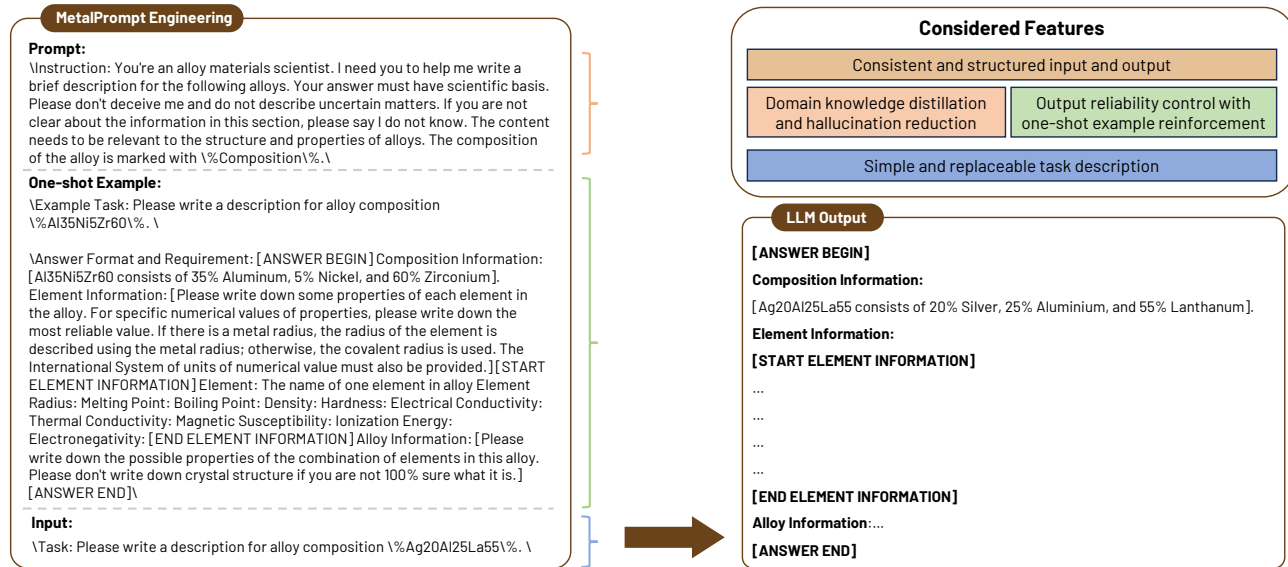 MetalPrompt Engineering
Prompt:
\Instruction: You're an alloy materials scientist. I need you to help me write a
brief description for the following alloys. Your answer must have scientific basis.
Please don't deceive me and do not describe uncertain matters. If you are not
clear about the information in this section, please say I do not know. The content
needs to be relevant to the structure and properties of alloys. The composition
of the alloy is marked with \%Composition\%.\
One-shot Example:
\Example Task: Please write a description for alloy composition
\%Al35Ni5Zr60\%. \
\Answer Format and Requirement: [ANSWER BEGIN] Composition Information:
[Al35Ni5Zr60 consists of 35% Aluminum, 5% Nickel, and 60% Zirconium].
Element Information: [Please write down some properties of each element in
the alloy. For specific numerical values of properties, please write down the
most reliable value. If there is a metal radius, the radius of the element is
described using the metal radius; otherwise, the covalent radius is used. The
International System of units of numerical value must also be provided.] [START
ELEMENT INFORMATION] Element: The name of one element in alloy Element
Radius: Melting Point: Boiling Point: Density: Hardness: Electrical Conductivity:
Thermal Conductivity: Magnetic Susceptibility: Ionization Energy:
Electronegativity: [END ELEMENT INFORMATION] Alloy Information: [Please
write down the possible properties of the combination of elements in this alloy.
Please don't write down crystal structure if you are not 100% sure what it is.]
[ANSWER END]\
Input:
\Task: Please write a description for alloy composition \%Ag20Al25La55\%. \
Considered Features
Consistent and structured input and output
Domain knowledge distillation
and hallucination reduction
Output reliability control with
one-shot example reinforcement
Simple and replaceable task description
LLM Output
[ANSWER BEGIN]
Composition Information:
[Ag20Al25La55 consists of 20% Silver, 25% Aluminium, and 55% Lanthanum].
Element Information:
[START ELEMENT INFORMATION]
...
...
...
...
[END ELEMENT INFORMATION]
Alloy Information:...
[ANSWER END]